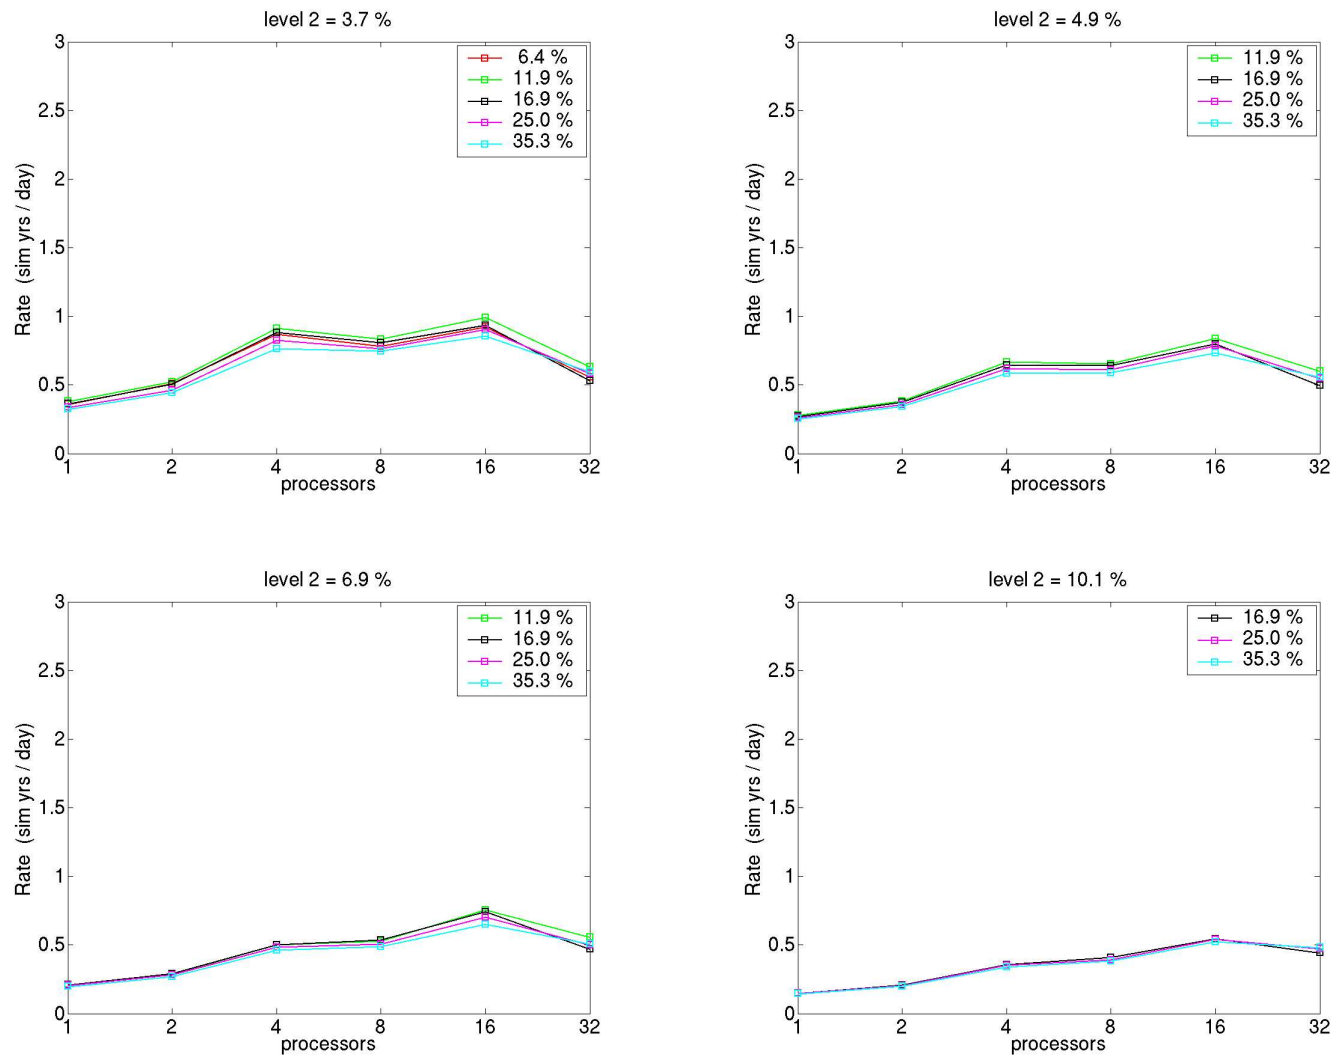 level 2 = 3.7 %
3
2.5
2
1.5
1
0.5
0
Rate (sim yrs / day)
6.4 %
11.9 %
16.9 %
25.0 %
35.3 %
1 2 4 8 16 32
processors
level 2 = 4.9 %
3
2.5
2
1.5
1
0.5
0
Rate (sim yrs / day)
11.9 %
16.9 %
25.0 %
35.3 %
1 2 4 8 16 32
processors
level 2 = 6.9 %
3
2.5
2
1.5
1
0.5
0
Rate (sim yrs / day)
11.9 %
16.9 %
25.0 %
35.3 %
1 2 4 8 16 32
processors
level 2 = 10.1 %
3
2.5
2
1.5
1
0.5
0
Rate (sim yrs / day)
16.9 %
25.0 %
35.3 %
1 2 4 8 16 32
processors